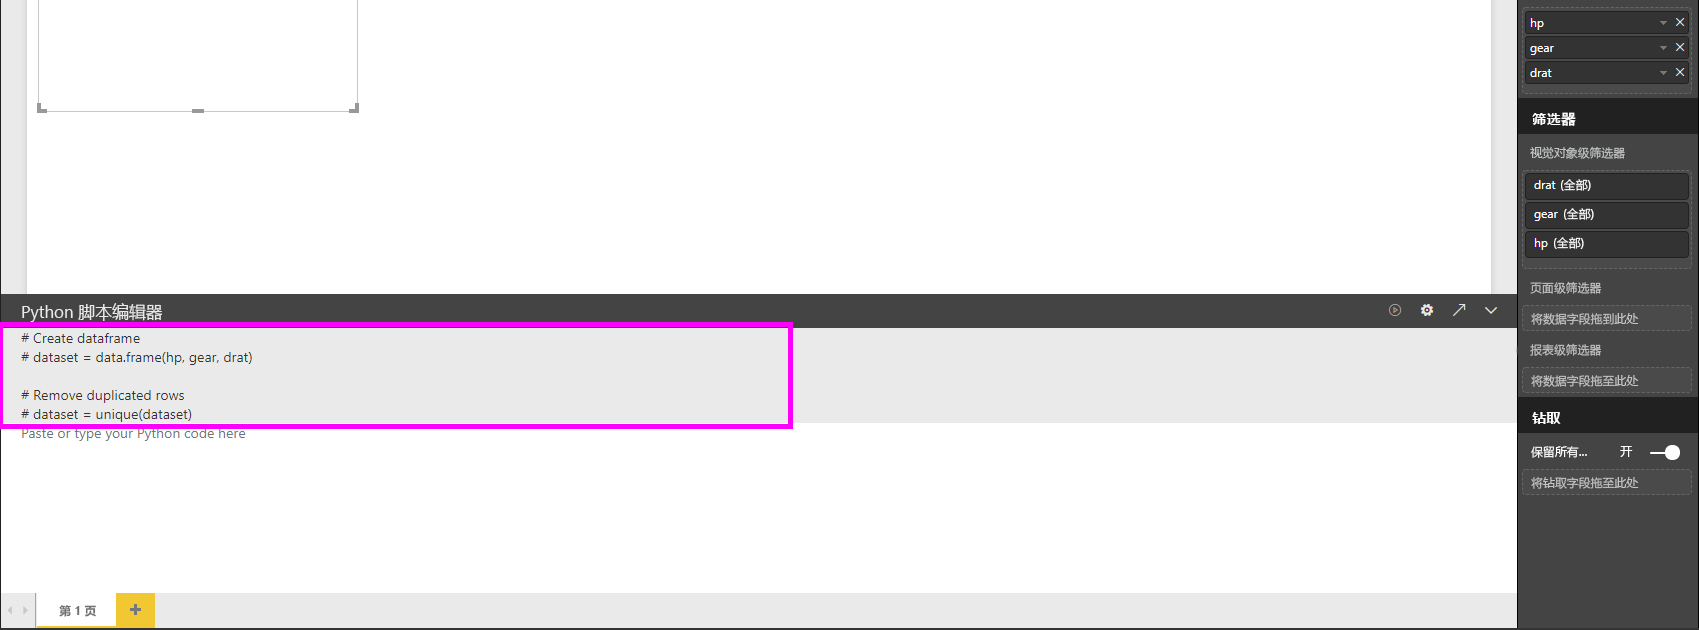 hp
gear
drat
筛选器
视觉对象级筛选器
drat (全部)
gear (全部)
hp (全部)
页面级筛选器
将数据字段拖到此处
报表级筛选器
将数据字段拖至此处
钻取
保留所有... 开
将钻取字段拖至此处
Python 脚本编辑器
# Create dataframe
# dataset = data.frame(hp, gear, drat)
# Remove duplicated rows
# dataset = unique(dataset)
Paste or type your Python code here
第 1 页